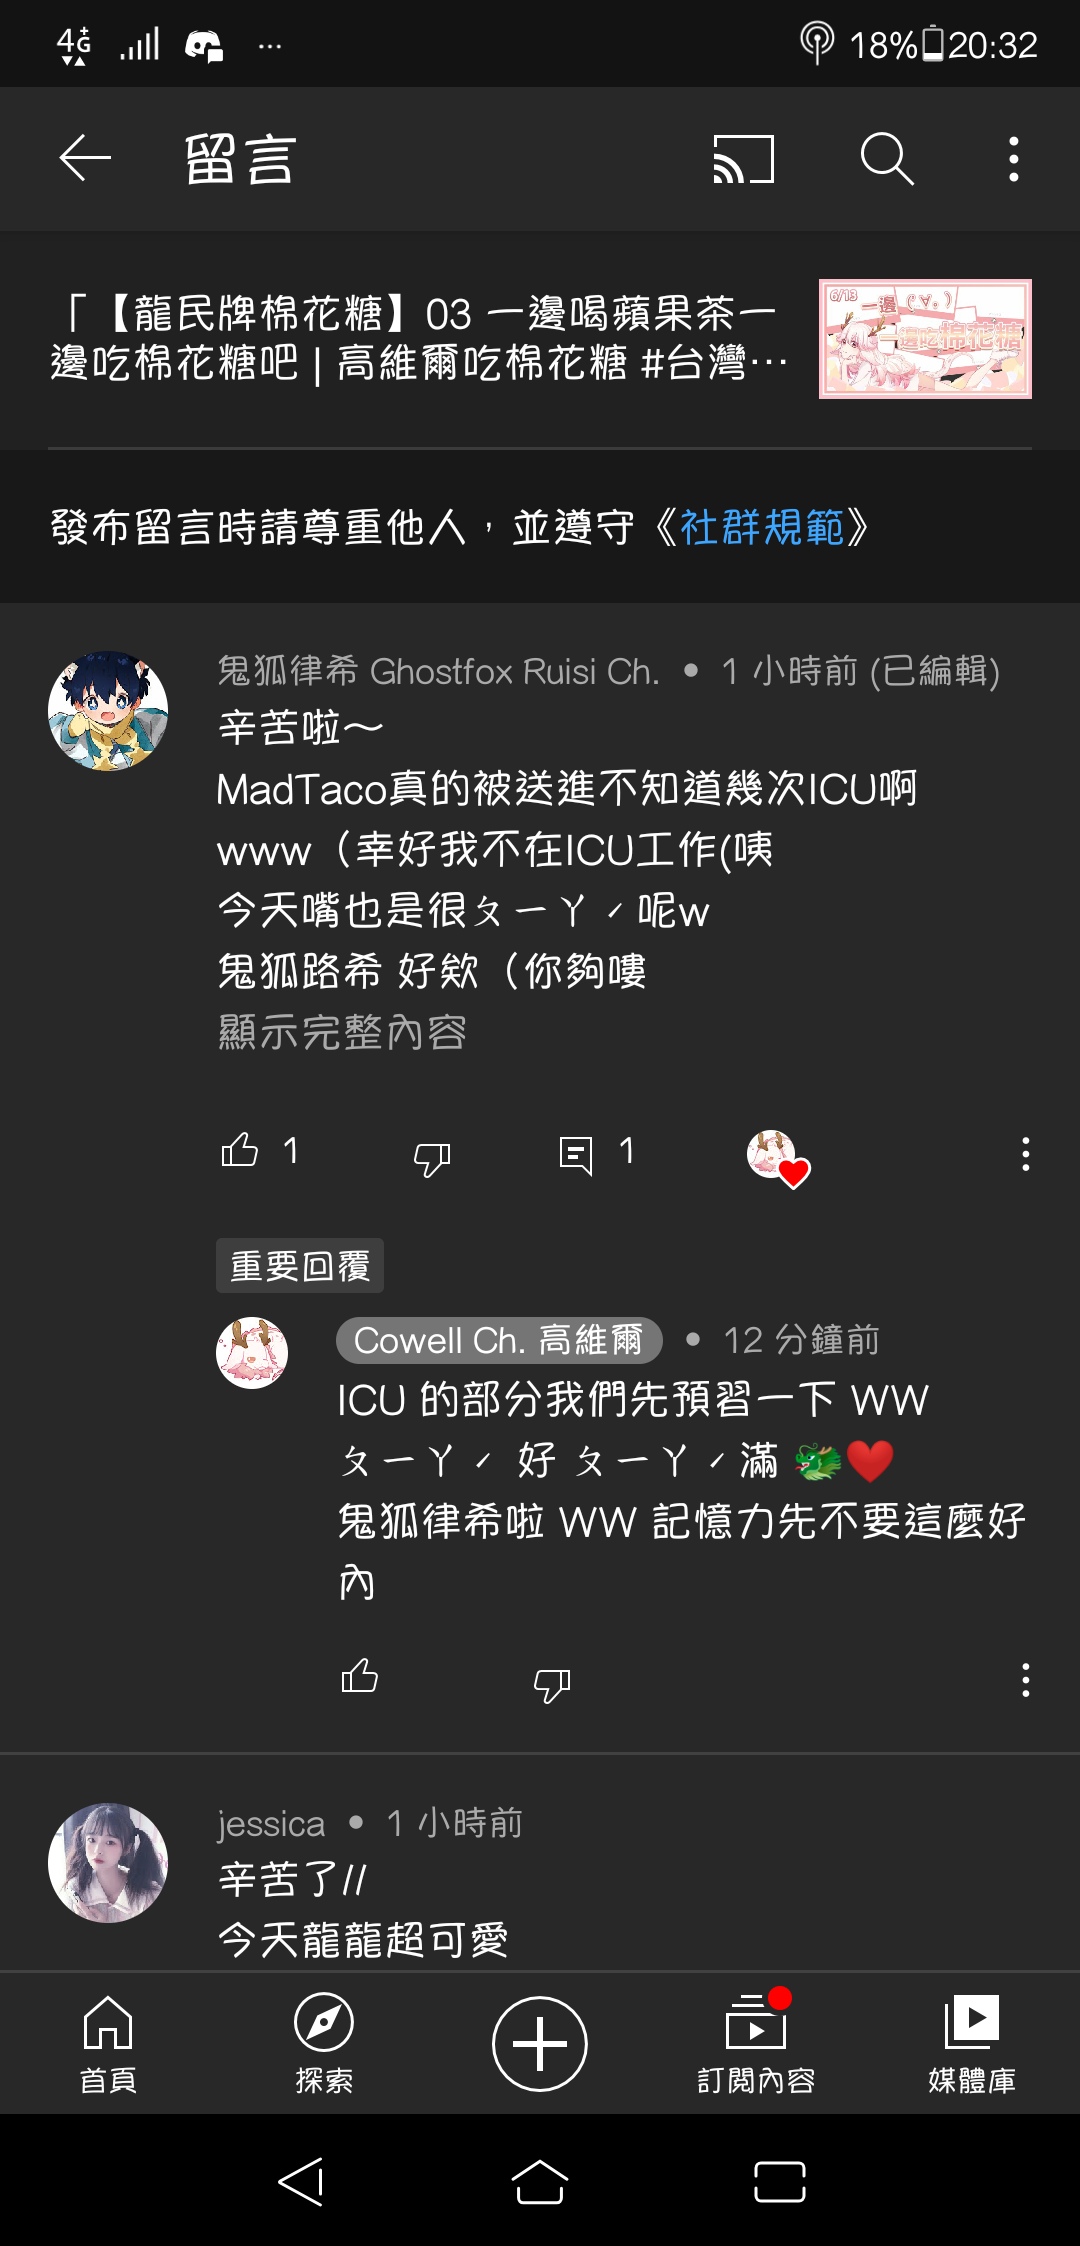 4G
18%
20:32
留言
「【龍民牌棉花糖】03 一邊喝蘋果茶一
邊吃棉花糖吧 | 高維爾吃棉花糖 #台灣…
6/13
一邊
一邊吃棉花糖
發布留言時請尊重他人，並遵守《社群規範》
鬼狐律希 Ghostfox Ruisi Ch. • 1 小時前 (已編輯)
辛苦啦～
MadTaco真的被送進不知道幾次ICU啊
www（幸好我不在ICU工作(咦
今天嘴也是很ㄆㄧㄚˊ呢w
鬼狐路希 好欸（你夠嘍
顯示完整內容
1
1
重要回覆
Cowell Ch. 高維爾 • 12 分鐘前
ICU 的部分我們先預習一下 WW
ㄆㄧㄚˊ 好 ㄆㄧㄚˊ滿 🐲❤️
鬼狐律希啦 WW 記憶力先不要這麼好
內
jessica • 1 小時前
辛苦了//
今天龍龍超可愛
首頁
探索
訂閱內容
媒體庫